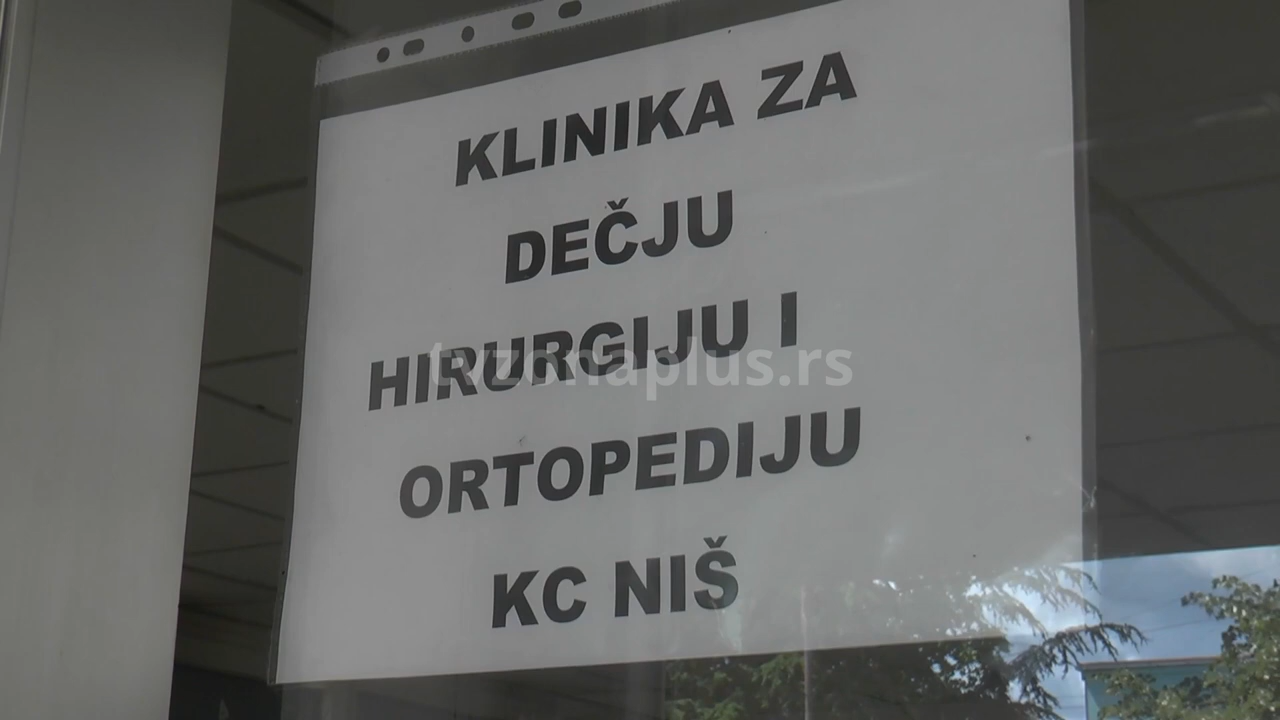 KLINIKA ZA
DEČJU
HIRURGIJU I
tvzonaplus.rs
ORTOPEDIJU
KC NIŠ